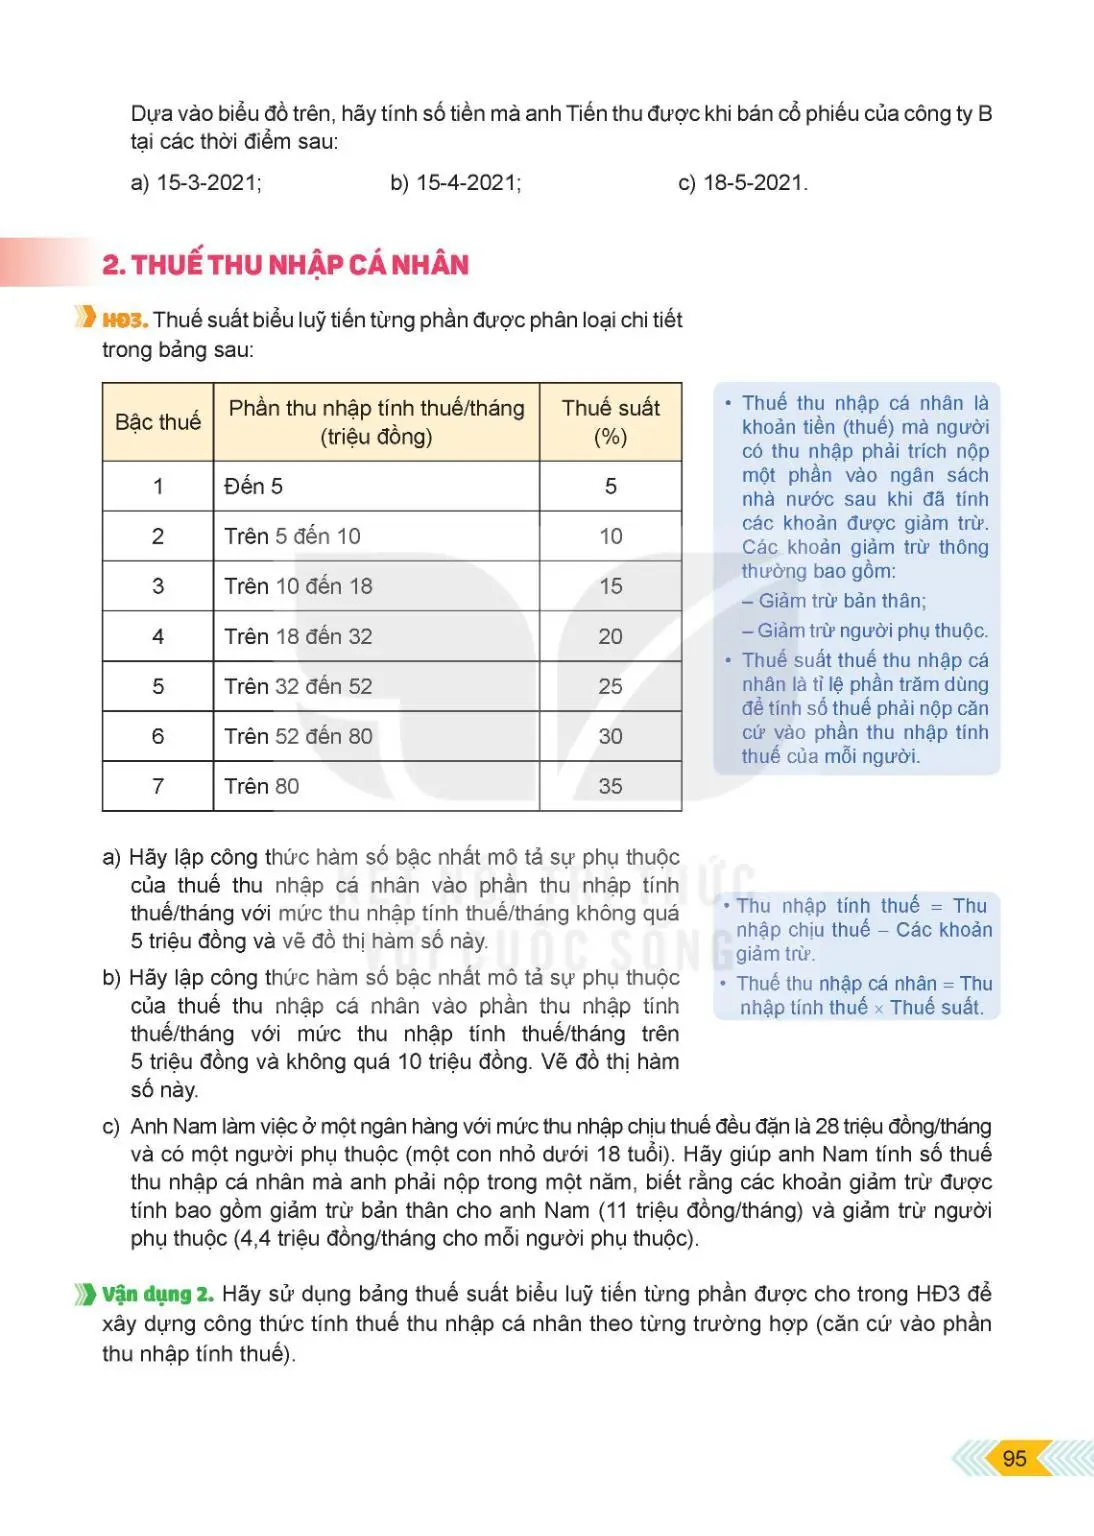 Dựa vào biểu đồ trên, hãy tính số tiền mà anh Tiến thu được khi bán cổ phiếu của công ty B
tại các thời điểm sau:
a) 15-3-2021; b) 15-4-2021; c) 18-5-2021.
2. THUẾ THU NHẬP CÁ NHÂN
HĐ3. Thuế suất biểu luỹ tiến từng phần được phân loại chi tiết
trong bảng sau:
Bậc thuế
Phần thu nhập tính thuế/tháng
(triệu đồng)
Thuế suất
(%)
1 Đến 5 5
2 Trên 5 đến 10 10
3 Trên 10 đến 18 15
4 Trên 18 đến 32 20
5 Trên 32 đến 52 25
6 Trên 52 đến 80 30
7 Trên 80 35
• Thuế thu nhập cá nhân là
khoản tiền (thuế) mà người
có thu nhập phải trích nộp
một phần vào ngân sách
nhà nước sau khi đã tính
các khoản được giảm trừ.
Các khoản giảm trừ thông
thường bao gồm:
– Giảm trừ bản thân;
– Giảm trừ người phụ thuộc.
• Thuế suất thuế thu nhập cá
nhân là tỉ lệ phần trăm dùng
để tính số thuế phải nộp căn
cứ vào phần thu nhập tính
thuế của mỗi người.
a) Hãy lập công thức hàm số bậc nhất mô tả sự phụ thuộc
của thuế thu nhập cá nhân vào phần thu nhập tính
thuế/tháng với mức thu nhập tính thuế/tháng không quá
5 triệu đồng và vẽ đồ thị hàm số này.
b) Hãy lập công thức hàm số bậc nhất mô tả sự phụ thuộc
của thuế thu nhập cá nhân vào phần thu nhập tính
thuế/tháng với mức thu nhập tính thuế/tháng trên
5 triệu đồng và không quá 10 triệu đồng. Vẽ đồ thị hàm
số này.
• Thu nhập tính thuế = Thu
nhập chịu thuế – Các khoản
giảm trừ.
• Thuế thu nhập cá nhân = Thu
nhập tính thuế × Thuế suất.
KẾT NỐI TRI THỨC
VỚI CUỘC SỐNG
c) Anh Nam làm việc ở một ngân hàng với mức thu nhập chịu thuế đều đặn là 28 triệu đồng/tháng
và có một người phụ thuộc (một con nhỏ dưới 18 tuổi). Hãy giúp anh Nam tính số thuế
thu nhập cá nhân mà anh phải nộp trong một năm, biết rằng các khoản giảm trừ được
tính bao gồm giảm trừ bản thân cho anh Nam (11 triệu đồng/tháng) và giảm trừ người
phụ thuộc (4,4 triệu đồng/tháng cho mỗi người phụ thuộc).
Vận dụng 2. Hãy sử dụng bảng thuế suất biểu luỹ tiến từng phần được cho trong HĐ3 để
xây dựng công thức tính thuế thu nhập cá nhân theo từng trường hợp (căn cứ vào phần
thu nhập tính thuế).
95